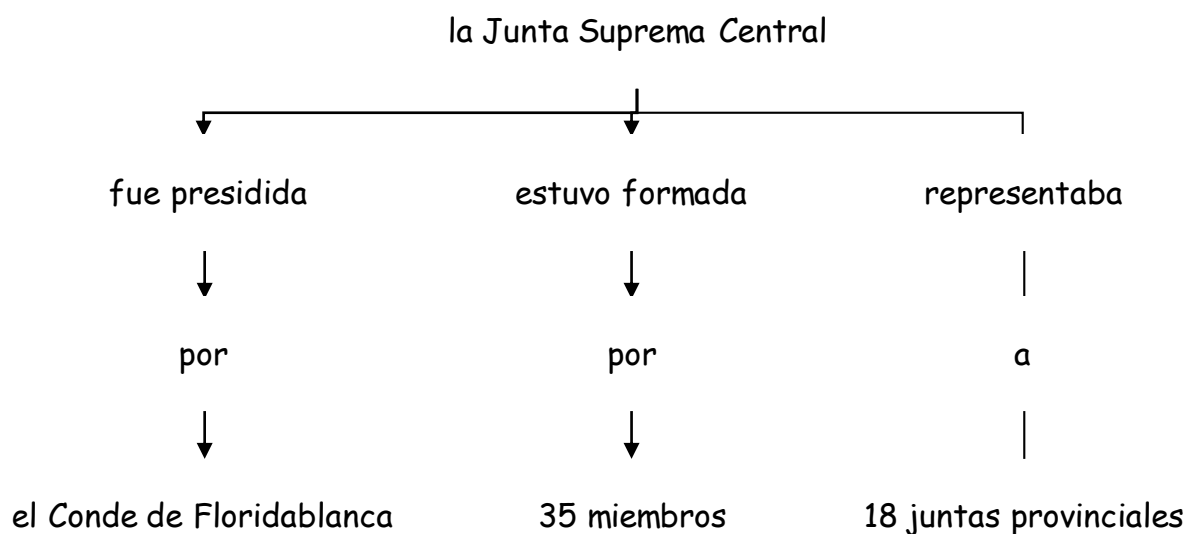 la Junta Suprema Central
fue presidida estuvo formada representaba
por por a
el Conde de Floridablanca 35 miembros 18 juntas provinciales